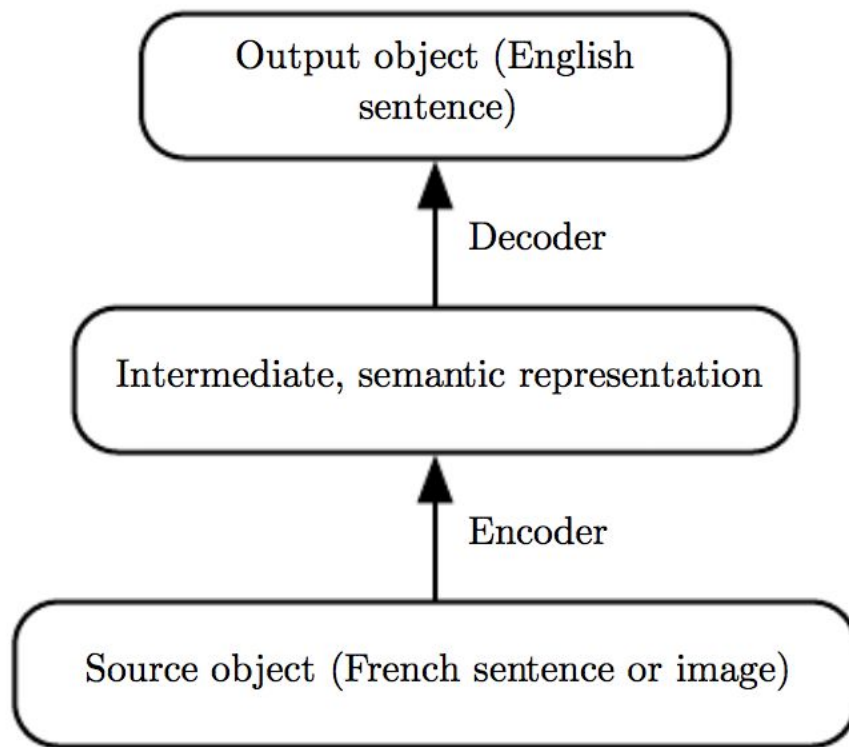 Output object (English
sentence)
Decoder
Intermediate, semantic representation
Encoder
Source object (French sentence or image)